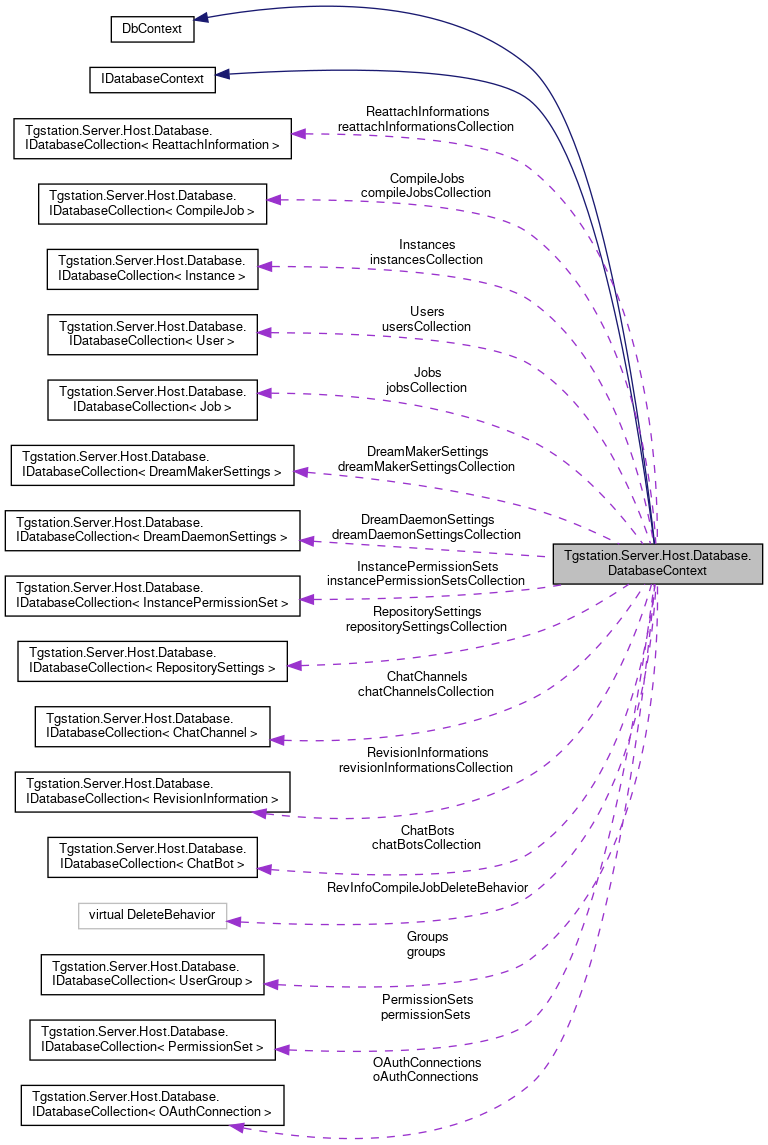 DbContext
IDatabaseContext
ReattachInformations
reattachInformationsCollection
Tgstation.Server.Host.Database.
IDatabaseCollection< ReattachInformation >
CompileJobs
compileJobsCollection
Tgstation.Server.Host.Database.
IDatabaseCollection< CompileJob >
Instances
instancesCollection
Tgstation.Server.Host.Database.
IDatabaseCollection< Instance >
Users
usersCollection
Tgstation.Server.Host.Database.
IDatabaseCollection< User >
Jobs
jobsCollection
Tgstation.Server.Host.Database.
IDatabaseCollection< Job >
DreamMakerSettings
dreamMakerSettingsCollection
Tgstation.Server.Host.Database.
IDatabaseCollection< DreamMakerSettings >
DreamDaemonSettings
dreamDaemonSettingsCollection
Tgstation.Server.Host.Database.
IDatabaseCollection< DreamDaemonSettings >
Tgstation.Server.Host.Database.
DatabaseContext
InstancePermissionSets
instancePermissionSetsCollection
Tgstation.Server.Host.Database.
IDatabaseCollection< InstancePermissionSet >
RepositorySettings
repositorySettingsCollection
Tgstation.Server.Host.Database.
IDatabaseCollection< RepositorySettings >
ChatChannels
chatChannelsCollection
Tgstation.Server.Host.Database.
IDatabaseCollection< ChatChannel >
RevisionInformations
revisionInformationsCollection
Tgstation.Server.Host.Database.
IDatabaseCollection< RevisionInformation >
ChatBots
chatBotsCollection
Tgstation.Server.Host.Database.
IDatabaseCollection< ChatBot >
RevInfoCompileJobDeleteBehavior
virtual DeleteBehavior
Groups
groups
Tgstation.Server.Host.Database.
IDatabaseCollection< UserGroup >
PermissionSets
permissionSets
Tgstation.Server.Host.Database.
IDatabaseCollection< PermissionSet >
OAuthConnections
oAuthConnections
Tgstation.Server.Host.Database.
IDatabaseCollection< OAuthConnection >